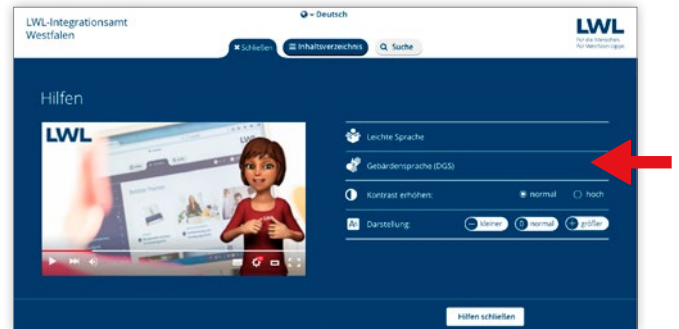 LWL-Integrationsamt
Westfalen
Deutsch
LWL
Für die Menschen.
Für Westfalen-Lippe.
Schließen
Inhaltsverzeichnis
Suche
Hilfen
LWL
Leichte Sprache
Gebärdensprache (DGS)
Kontrast erhöhen:
normal
hoch
Darstellung:
kleiner
normal
größer
Hilfen schließen